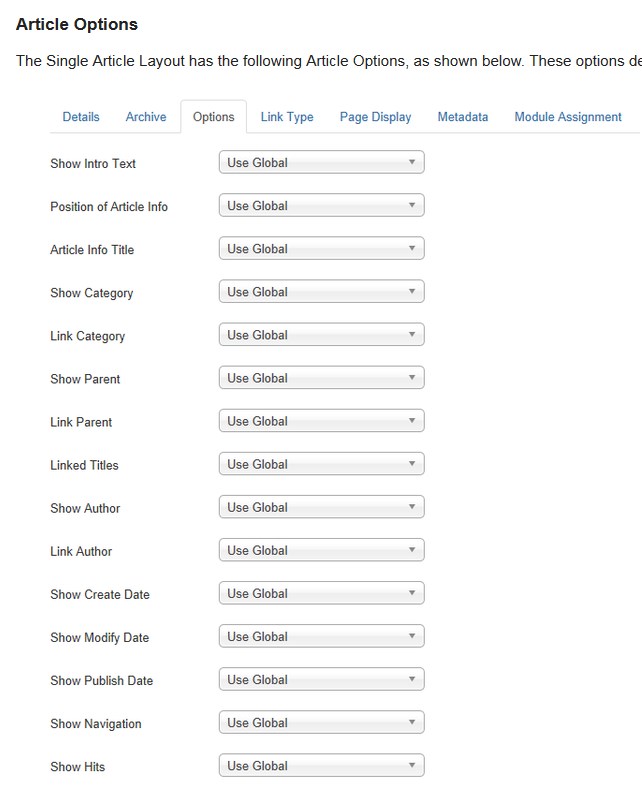 Article Options
The Single Article Layout has the following Article Options, as shown below. These options de
Details Archive Options Link Type Page Display Metadata Module Assignment
Show Intro Text Use Global
Position of Article Info Use Global
Article Info Title Use Global
Show Category Use Global
Link Category Use Global
Show Parent Use Global
Link Parent Use Global
Linked Titles Use Global
Show Author Use Global
Link Author Use Global
Show Create Date Use Global
Show Modify Date Use Global
Show Publish Date Use Global
Show Navigation Use Global
Show Hits Use Global